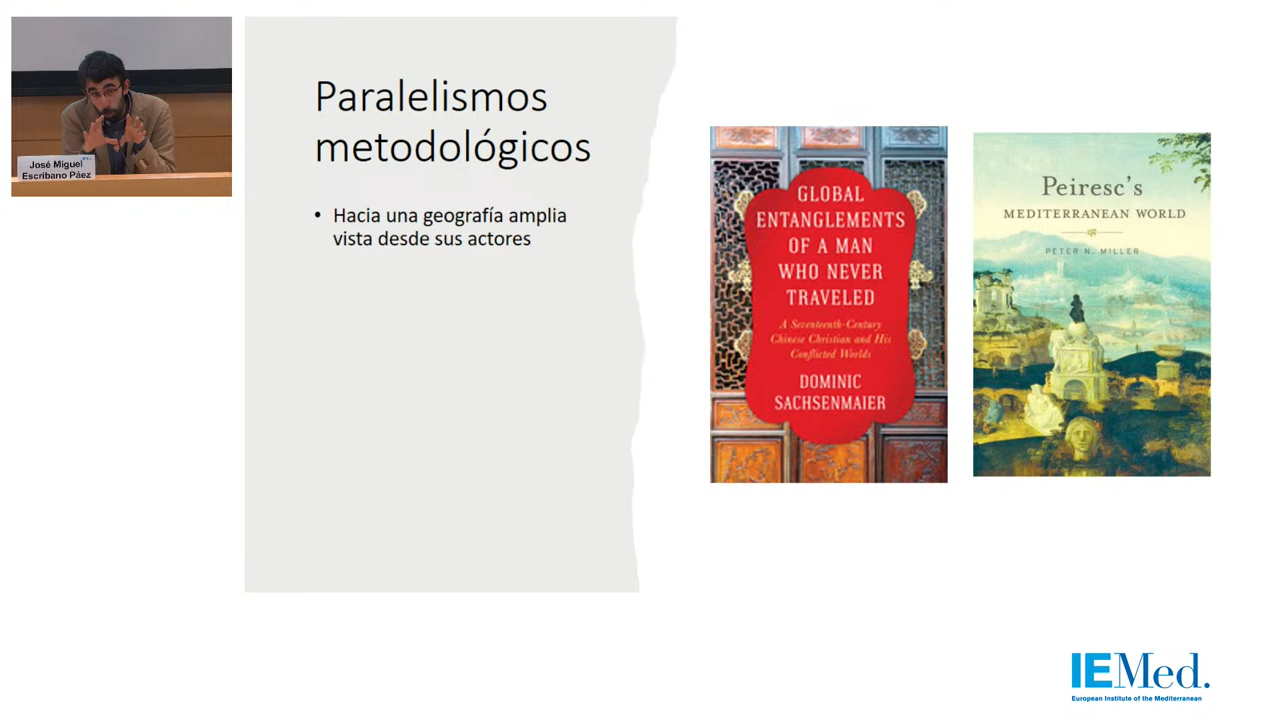 José Miguel
Escribano Páez
Paralelismos
metodológicos
• Hacia una geografía amplia
vista desde sus actores
GLOBAL
ENTANGLEMENTS
OF A MAN
WHO NEVER
TRAVELED
A Seventeenth-Century
Chinese Christian and His
Conflicted Worlds
DOMINIC
SACHSENMAIER
Peiresc's
MEDITERRANEAN WORLD
PETER N. MILLER
IEMed.
European Institute of the Mediterranean